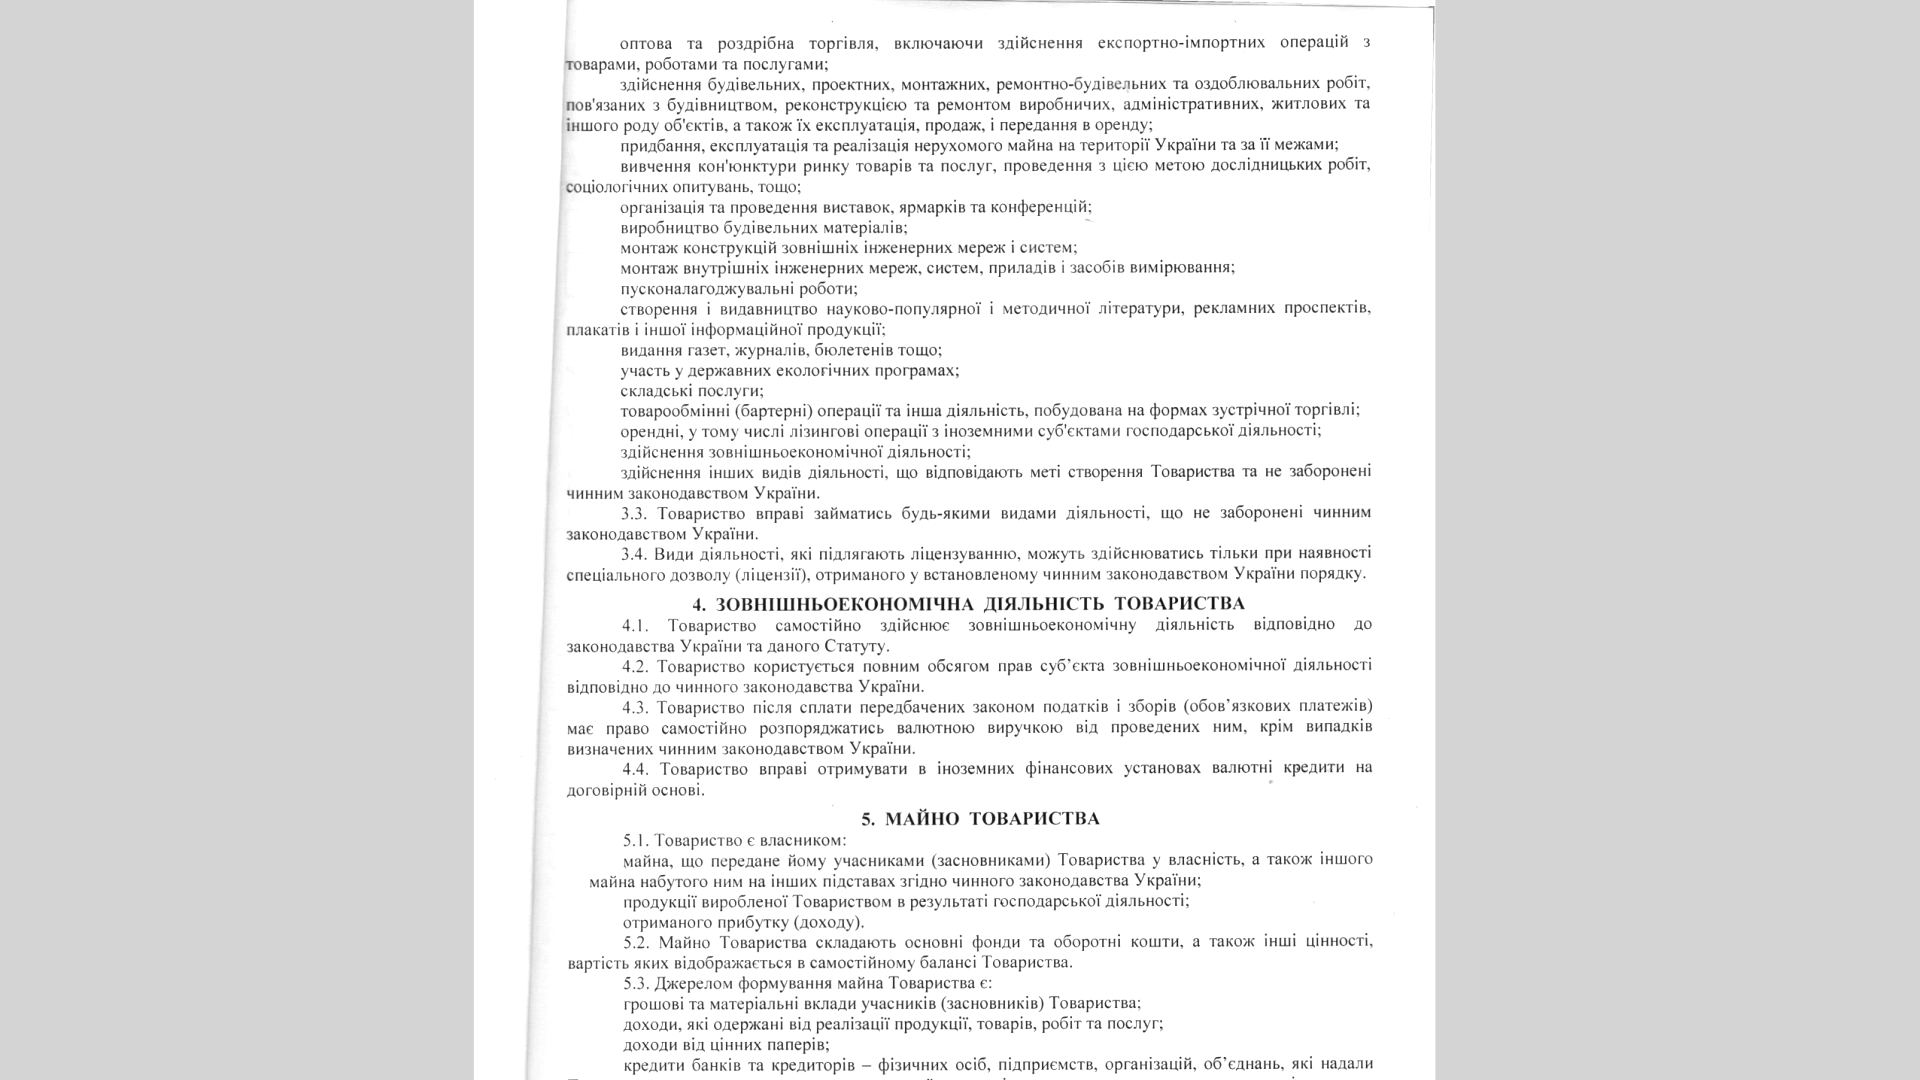 оптова та роздрібна торгівля, включаючи здійснення експортно-імпортних операцій з
товарами, роботами та послугами;
здійснення будівельних, проектних, монтажних, ремонтно-будівельних та оздоблювальних робіт,
пов'язаних з будівництвом, реконструкцією та ремонтом виробничих, адміністративних, житлових та
іншого роду об'єктів, а також їх експлуатація, продаж, і передання в оренду;
придбання, експлуатація та реалізація нерухомого майна на території України та за її межами;
вивчення кон'юнктури ринку товарів та послуг, проведення з цією метою дослідницьких робіт,
соціологічних опитувань, тощо;
організація та проведення виставок, ярмарків та конференцій;
виробництво будівельних матеріалів;
монтаж конструкцій зовнішніх інженерних мереж і систем;
монтаж внутрішніх інженерних мереж, систем, приладів і засобів вимірювання;
пусконалагоджувальні роботи;
створення і видавництво науково-популярної і методичної літератури, рекламних проспектів,
плакатів і іншої інформаційної продукції;
видання газет, журналів, бюлетенів тощо;
участь у державних екологічних програмах;
складські послуги;
товарообмінні (бартерні) операції та інша діяльність, побудована на формах зустрічної торгівлі;
орендні, у тому числі лізингові операції з іноземними суб'єктами господарської діяльності;
здійснення зовнішньоекономічної діяльності;
здійснення інших видів діяльності, що відповідають меті створення Товариства та не заборонені
чинним законодавством України.
3.3. Товариство вправі займатись будь-якими видами діяльності, що не заборонені чинним
законодавством України.
3.4. Види діяльності, які підлягають ліцензуванню, можуть здійснюватись тільки при наявності
спеціального дозволу (ліцензії), отриманого у встановленому чинним законодавством України порядку.
4. ЗОВНІШНЬОЕКОНОМІЧНА ДІЯЛЬНІСТЬ ТОВАРИСТВА
4.1. Товариство самостійно здійснює зовнішньоекономічну діяльність відповідно до
законодавства України та даного Статуту.
4.2. Товариство користується повним обсягом прав суб’єкта зовнішньоекономічної діяльності
відповідно до чинного законодавства України.
4.3. Товариство після сплати передбачених законом податків і зборів (обов’язкових платежів)
має право самостійно розпоряджатись валютною виручкою від проведених ним, крім випадків
визначених чинним законодавством України.
4.4. Товариство вправі отримувати в іноземних фінансових установах валютні кредити на
договірній основі.
5. МАЙНО ТОВАРИСТВА
5.1. Товариство є власником:
майна, що передане йому учасниками (засновниками) Товариства у власність, а також іншого
майна набутого ним на інших підставах згідно чинного законодавства України;
продукції виробленої Товариством в результаті господарської діяльності;
отриманого прибутку (доходу).
5.2. Майно Товариства складають основні фонди та оборотні кошти, а також інші цінності,
вартість яких відображається в самостійному балансі Товариства.
5.3. Джерелом формування майна Товариства є:
грошові та матеріальні вклади учасників (засновників) Товариства;
доходи, які одержані від реалізації продукції, товарів, робіт та послуг;
доходи від цінних паперів;
кредити банків та кредиторів – фізичних осіб, підприємств, організацій, об’єднань, які надали